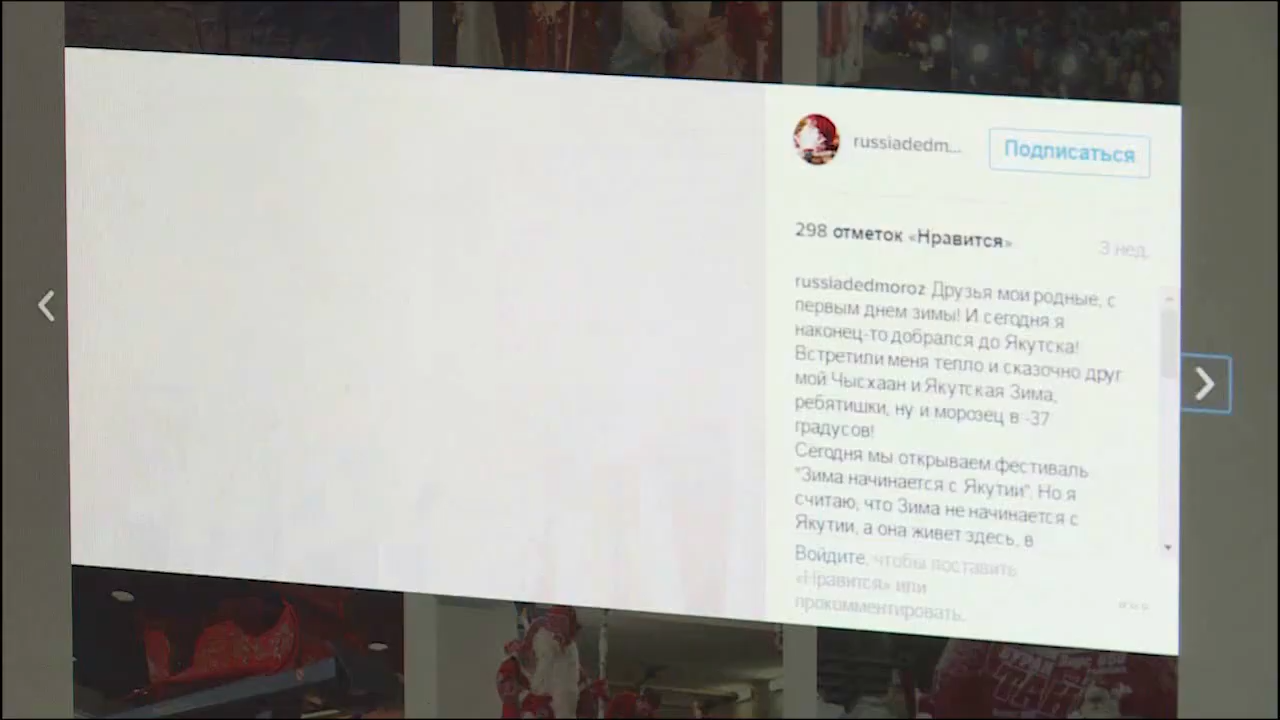 russiadedm...
Подписаться
298 отметок «Нравится»
3 нед.
russiadedmoroz Друзья мои родные, с
первым днем зимы! И сегодня я
наконец-то добрался до Якутска!
Встретили меня тепло и сказочно друг
мой Чысхаан и Якутская Зима,
ребятишки, ну и морозец в -37
градусов!
Сегодня мы открываем фестиваль
"Зима начинается с Якутии". Но я
считаю, что Зима не начинается с
Якутии, а она живет здесь, в
Войдите, чтобы поставить
«Нравится» или
прокомментировать.